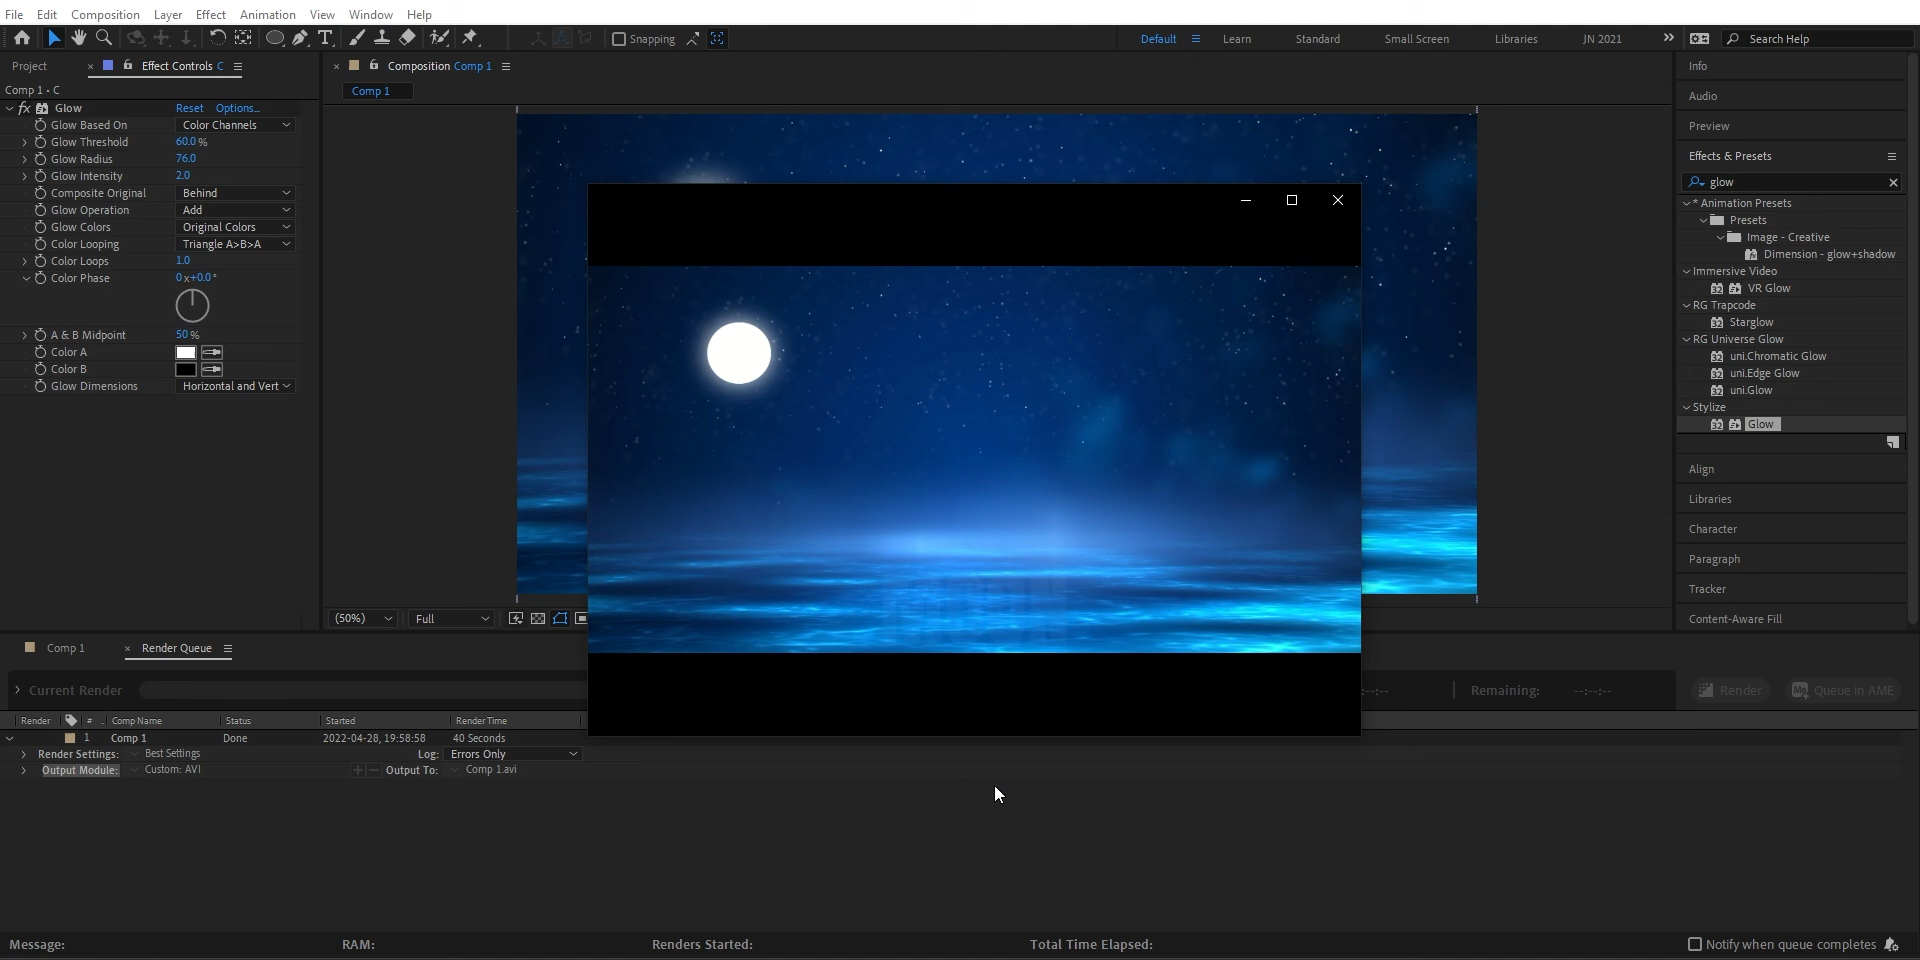 File Edit Composition Layer Effect Animation View Window Help
Snapping
Default Learn Standard Small Screen Libraries JN 2021 Search Help
Project Effect Controls C
Composition Comp 1
Info
Comp 1 • C
Comp 1
Audio
fx Glow Reset Options...
Glow Based On Color Channels
Preview
Glow Threshold 60.0 %
Glow Radius 76.0
Effects & Presets
Glow Intensity 2.0
glow
Composite Original Behind
* Animation Presets
Glow Operation Add
Presets
Glow Colors Original Colors
Image - Creative
Color Looping Triangle A>B>A
Dimension - glow+shadow
Color Loops 1.0
Immersive Video
Color Phase 0 x+0.0 °
VR Glow
RG Trapcode
Starglow
A & B Midpoint 50 %
RG Universe Glow
Color A
uni.Chromatic Glow
Color B
uni.Edge Glow
Glow Dimensions Horizontal and Vert
uni.Glow
Stylize
Glow
Align
Libraries
Character
Paragraph
Tracker
(50%) Full
Content-Aware Fill
Comp 1 Render Queue
Current Render
:--:-- Remaining: --:--:-- Render Me Queue in AME
Render # Comp Name Status Started Render Time
1 Comp 1 Done 2022-04-28, 19:58:58 40 Seconds
Render Settings: Best Settings Log: Errors Only
Output Module: Custom: AVI + − Output To: Comp 1.avi
Message: RAM: Renders Started: Total Time Elapsed: Notify when queue completes